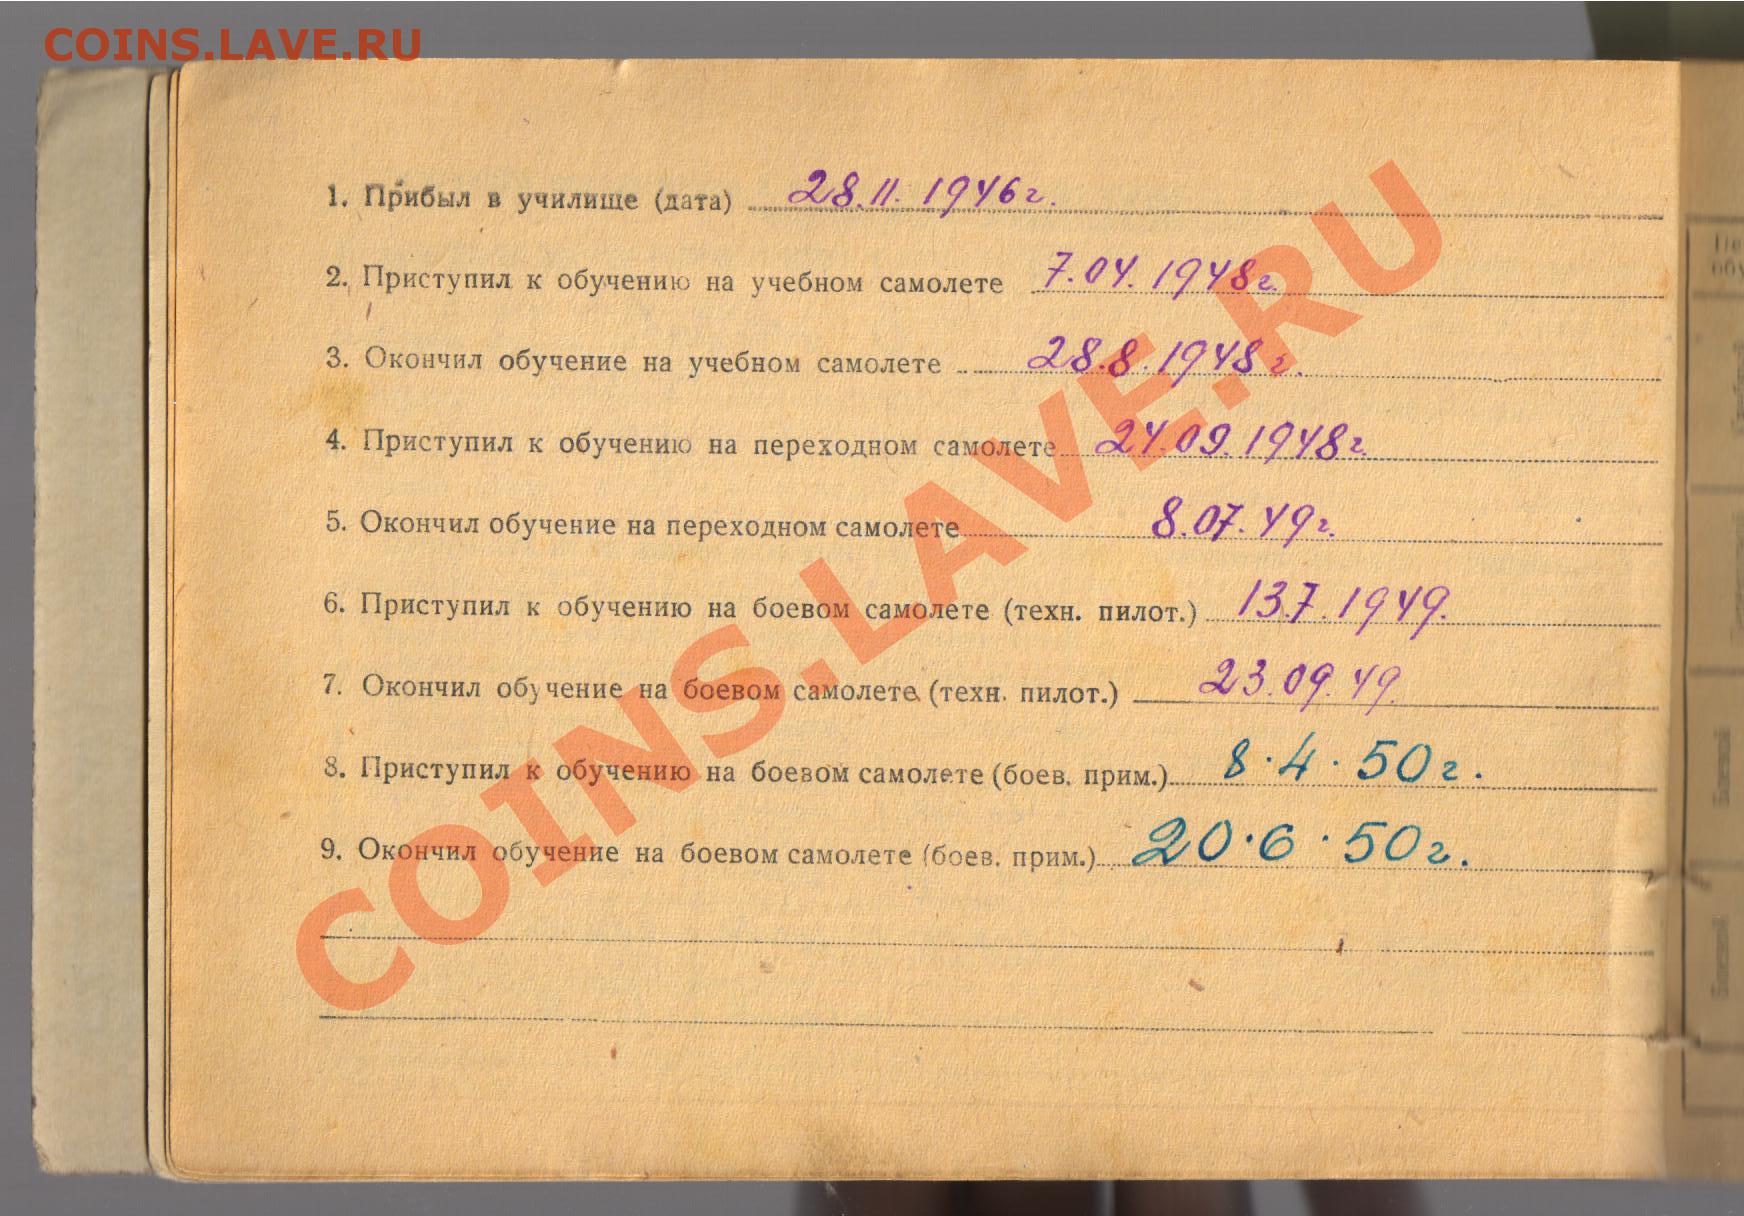 COINS.LAVE.RU
1. Прибыл в училище (дата) 28.11.1946г.
2. Приступил к обучению на учебном самолете 7.04.1948г.
3. Окончил обучение на учебном самолете 28.8.1948г.
4. Приступил к обучению на переходном самолете 24.09.1948г.
5. Окончил обучение на переходном самолете 8.07.49г.
6. Приступил к обучению на боевом самолете (техн. пилот.) 13.7.1949.
7. Окончил обучение на боевом самолете (техн. пилот.) 23.09.49.
8. Приступил к обучению на боевом самолете (боев. прим.) 8.4.50г.
9. Окончил обучение на боевом самолете (боев. прим.) 20.6.50г.
COINS.LAVE.RU